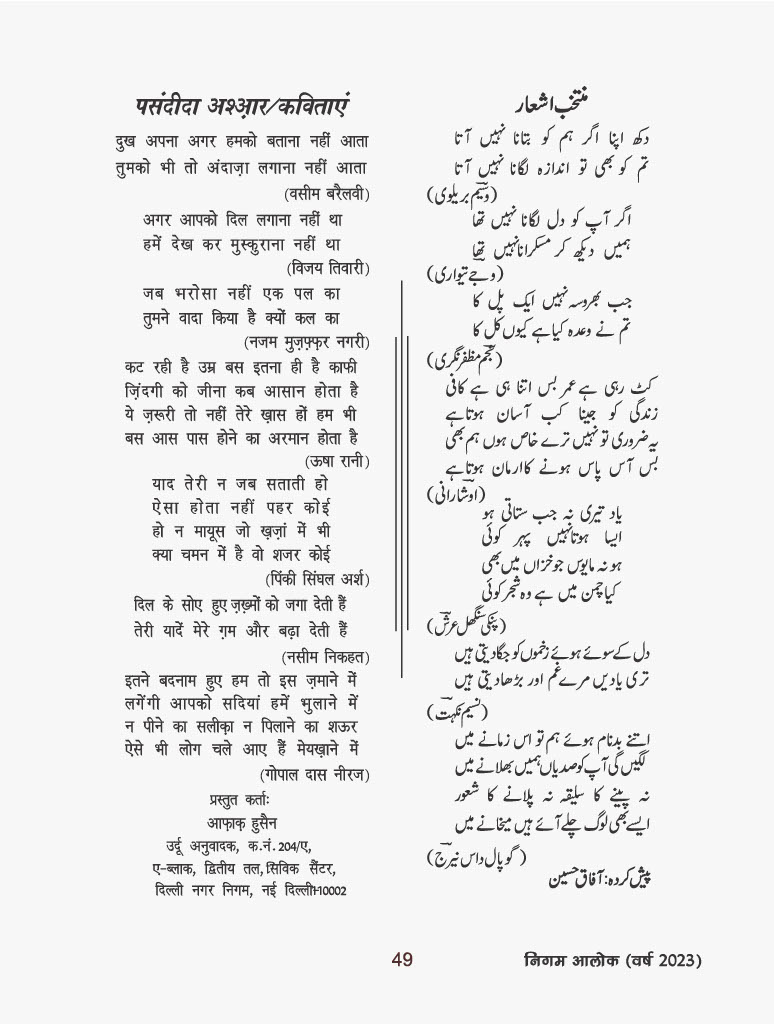 पसंदीदा अश्आ़र/कविताएं
दुख अपना अगर हमको बताना नहीं आता
तुमको भी तो अंदाज़ा लगाना नहीं आता
(वसीम बरैलवी)
अगर आपको दिल लगाना नहीं था
हमें देख कर मुस्कुराना नहीं था
(विजय तिवारी)
जब भरोसा नहीं एक पल का
तुमने वादा किया है क्यों कल का
(नजम मुज़फ़्फ़र नगरी)
कट रही है उम्र बस इतना ही है काफी
ज़िंदगी को जीना कब आसान होता है
ये ज़रूरी तो नहीं तेरे ख़ास हों हम भी
बस आस पास होने का अरमान होता है
(ऊषा रानी)
याद तेरी न जब सताती हो
ऐसा होता नहीं पहर कोई
हो न मायूस जो ख़ज़ां में भी
क्या चमन में है वो शजर कोई
(पिंकी सिंघल अर्श)
दिल के सोए हुए ज़ख़्मों को जगा देती हैं
तेरी यादें मेरे ग़म और बढ़ा देती हैं
(नसीम निकहत)
इतने बदनाम हुए हम तो इस ज़माने में
लगेंगी आपको सदियां हमें भुलाने में
न पीने का सलीक़ा न पिलाने का शऊर
ऐसे भी लोग चले आए हैं मेयख़ाने में
(गोपाल दास नीरज)
प्रस्तुत कर्ताः
आफ़ाक़ हुसैन
उर्दू अनुवादक, क.नं. 204/ए,
ए-ब्लाक, द्वितीय तल, सिविक सैंटर,
दिल्ली नगर निगम, नई दिल्ली-110002
منتخب اشعار
دکھ اپنا اگر ہم کو بتانا نہیں آتا
تم کو بھی تو اندازہ لگانا نہیں آتا
(وسیم بریلوی)
اگر آپ کو دل لگانا نہیں تھا
ہمیں دیکھ کر مسکرانا نہیں تھا
(وجے تیواری)
جب بھروسہ نہیں ایک پل کا
تم نے وعدہ کیا ہے کیوں کل کا
(نجم مظفر نگری)
کٹ رہی ہے عمر بس اتنا ہی ہے کافی
زندگی کو جینا کب آسان ہوتا ہے
یہ ضروری تو نہیں ترے خاص ہوں ہم بھی
بس آس پاس ہونے کا ارمان ہوتا ہے
(اوشا رانی)
یاد تیری نہ جب ستاتی ہو
ایسا ہوتا نہیں پہر کوئی
ہو نہ مایوس جو خزاں میں بھی
کیا چمن میں ہے وہ شجر کوئی
(پنکی سنگھل عرش)
دل کے سوئے ہوئے زخموں کو جگا دیتی ہیں
تری یادیں مرے غم اور بڑھا دیتی ہیں
(نسیم نکہت)
اتنے بدنام ہوئے ہم تو اس زمانے میں
لگیں گی آپ کو صدیاں ہمیں بھلانے میں
نہ پینے کا سلیقہ نہ پلانے کا شعور
ایسے بھی لوگ چلے آئے ہیں میخانے میں
(گوپال داس نیرج)
پیش کردہ: آفاق حسین
49
निगम आलोक (वर्ष 2023)